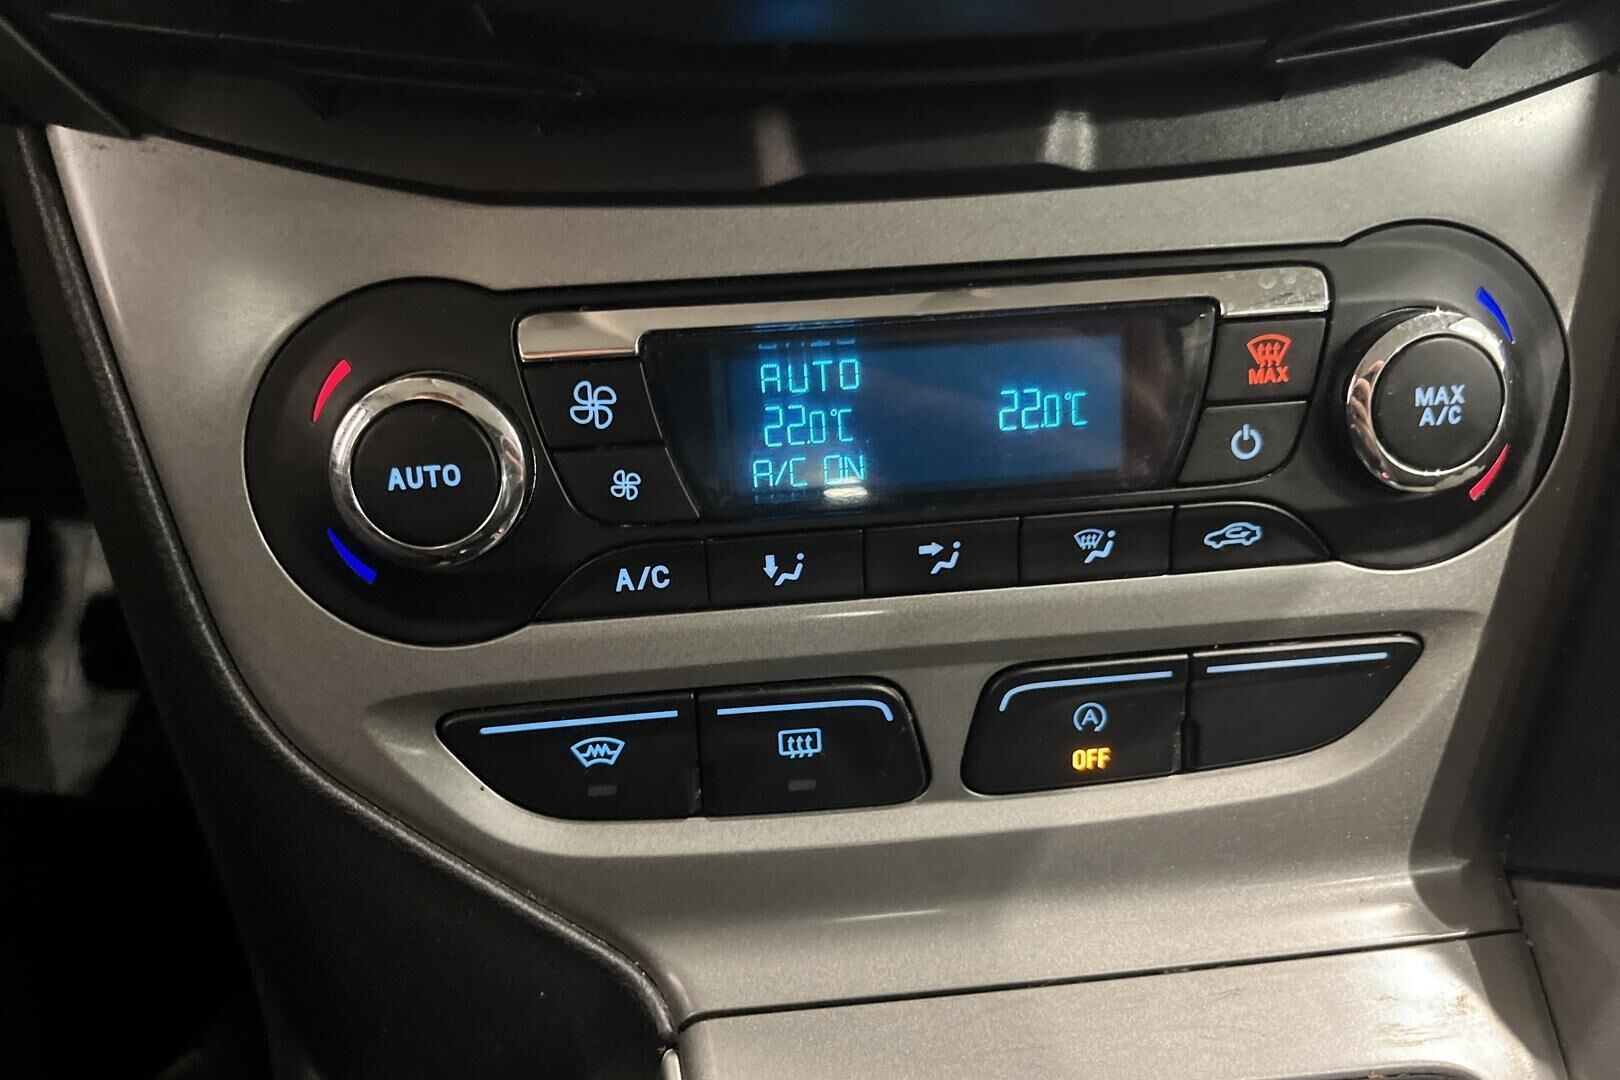 AUTO
22.0°C
22.0°C
A/C ON
MAX
MAX
A/C
AUTO
A/C
A
OFF